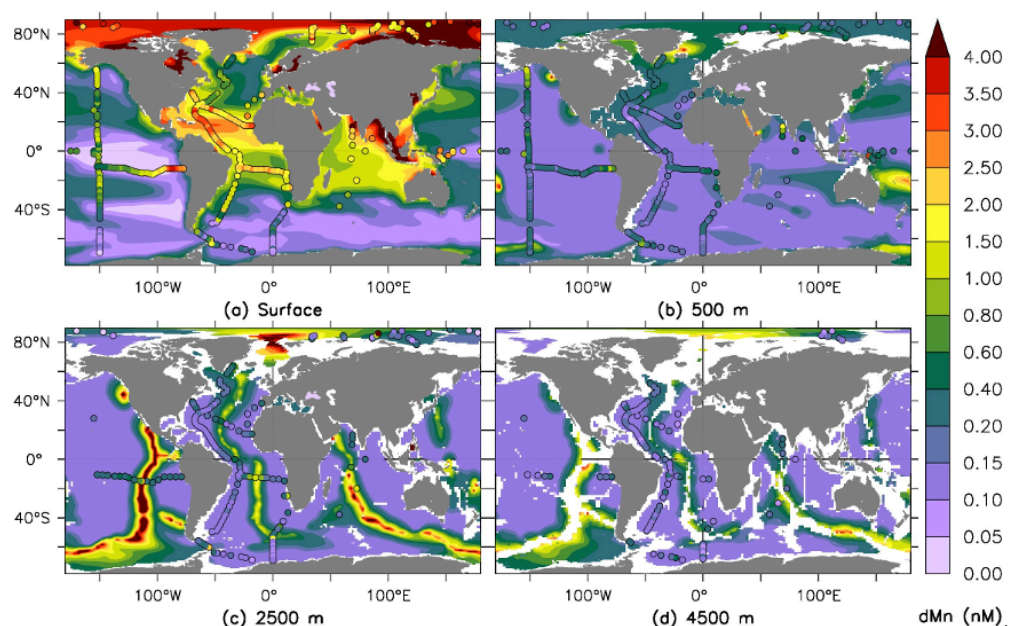 80°N
40°N
0°
40°S
100°W 0° 100°E
(a) Surface
80°N
40°N
0°
40°S
100°W 0° 100°E
(b) 500 m
80°N
40°N
0°
40°S
100°W 0° 100°E
(c) 2500 m
80°N
40°N
0°
40°S
100°W 0° 100°E
(d) 4500 m
4.00
3.50
3.00
2.50
2.00
1.50
1.00
0.80
0.60
0.40
0.20
0.15
0.10
0.05
0.00
dMn (nM)